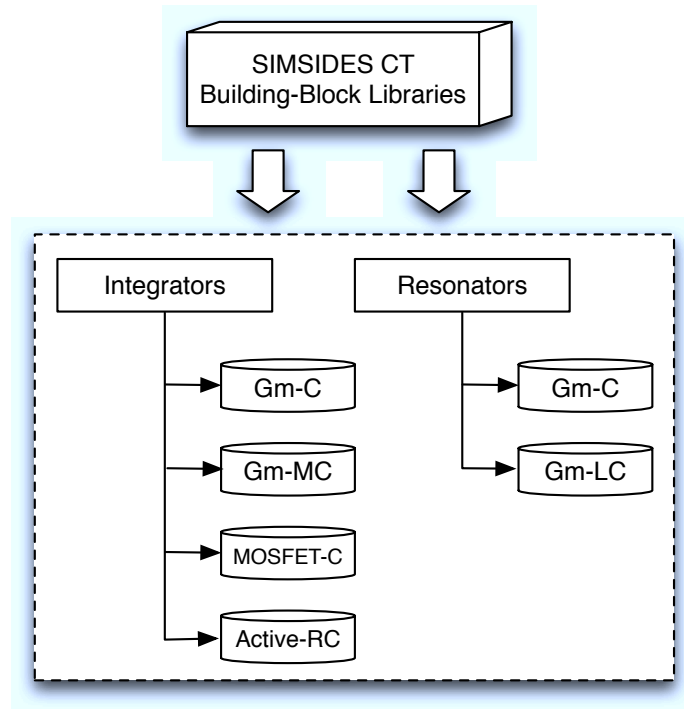 SIMSIDES CT
Building-Block Libraries
Integrators
Gm-C
Gm-MC
MOSFET-C
Active-RC
Resonators
Gm-C
Gm-LC